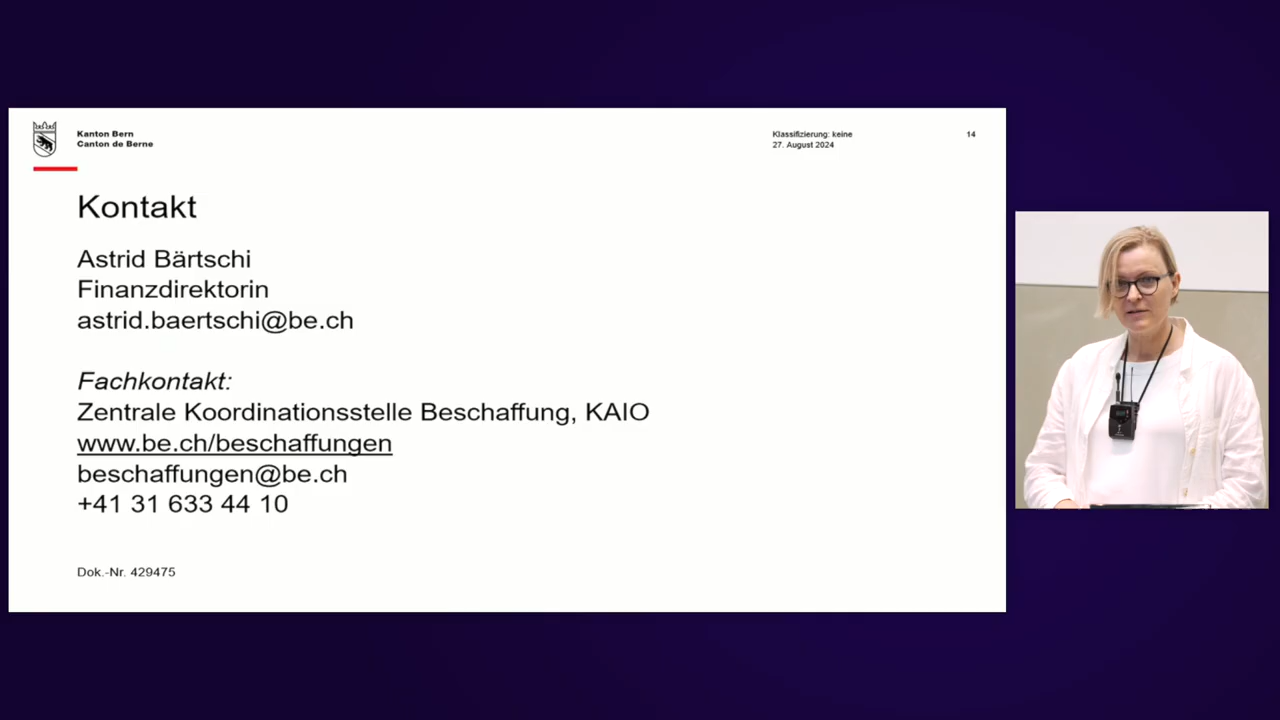 Kanton Bern
Canton de Berne
Klassifizierung: keine
27. August 2024
14
Kontakt
Astrid Bärtschi
Finanzdirektorin
astrid.baertschi@be.ch
Fachkontakt:
Zentrale Koordinationsstelle Beschaffung, KAIO
www.be.ch/beschaffungen
beschaffungen@be.ch
+41 31 633 44 10
Dok.-Nr. 429475